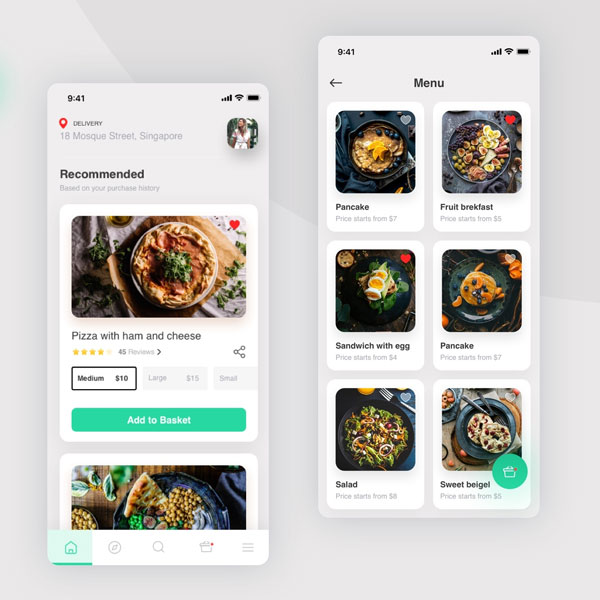 9:41
DELIVERY
18 Mosque Street, Singapore
Recommended
Based on your purchase history
Pizza with ham and cheese
45 Reviews
Medium $10
Large $15
Small
Add to Basket
9:41
Menu
Pancake
Price starts from $7
Fruit brekfast
Price starts from $5
Sandwich with egg
Price starts from $4
Pancake
Price starts from $7
Salad
Price starts from $8
Sweet beigel
Price starts from $5